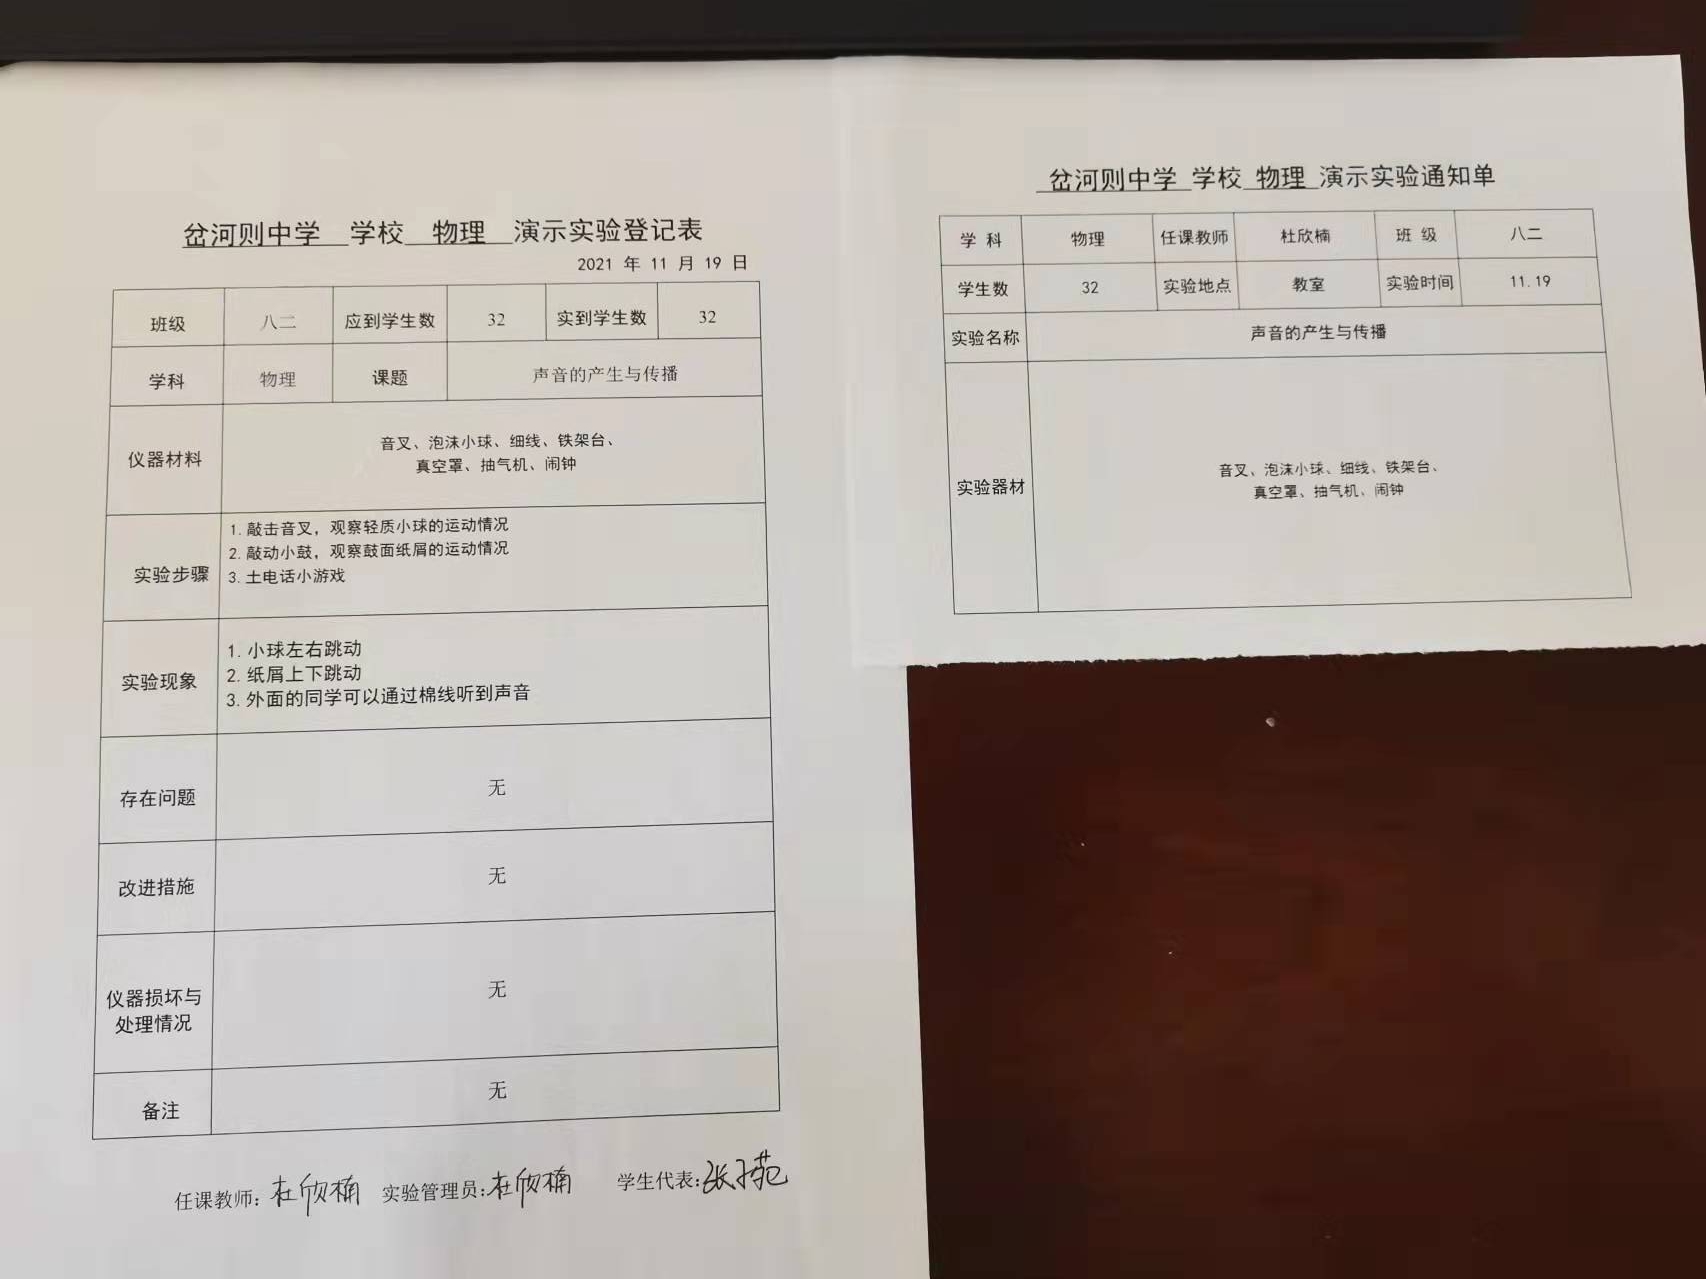 岔河则中学 学校 物理 演示实验登记表
2021 年 11 月 19 日
班级 八二 应到学生数 32 实到学生数 32
学科 物理 课题 声音的产生与传播
仪器材料
音叉、泡沫小球、细线、铁架台、
真空罩、抽气机、闹钟
实验步骤
1. 敲击音叉，观察轻质小球的运动情况
2. 敲动小鼓，观察鼓面纸屑的运动情况
3. 土电话小游戏
实验现象
1. 小球左右跳动
2. 纸屑上下跳动
3. 外面的同学可以通过棉线听到声音
存在问题 无
改进措施 无
仪器损坏与
处理情况
无
备注 无
任课教师：杜欣楠 实验管理员：杜欣楠 学生代表：张子苑
岔河则中学 学校 物理 演示实验通知单
学 科 物理 任课教师 杜欣楠 班 级 八二
学生数 32 实验地点 教室 实验时间 11.19
实验名称 声音的产生与传播
实验器材
音叉、泡沫小球、细线、铁架台、
真空罩、抽气机、闹钟